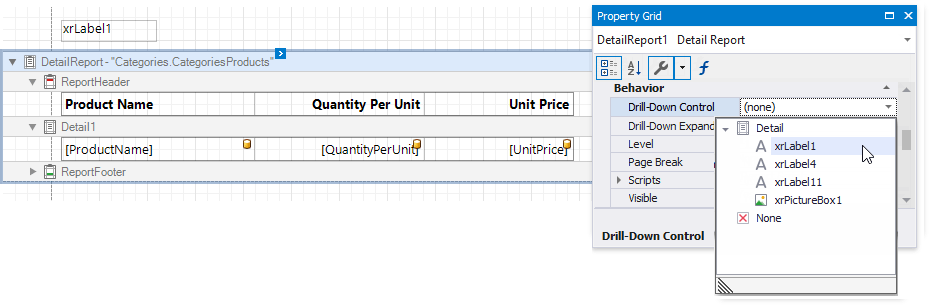 xrLabel1
DetailReport - "Categories.CategoriesProducts"
ReportHeader
Product Name Quantity Per Unit Unit Price
Detail1
[ProductName] [QuantityPerUnit] [UnitPrice]
ReportFooter
Property Grid
DetailReport1 Detail Report
Behavior
Drill-Down Control (none)
Drill-Down Expand
Level
Page Break
Scripts
Visible
Detail
xrLabel1
xrLabel4
xrLabel11
xrPictureBox1
None
Drill-Down Control